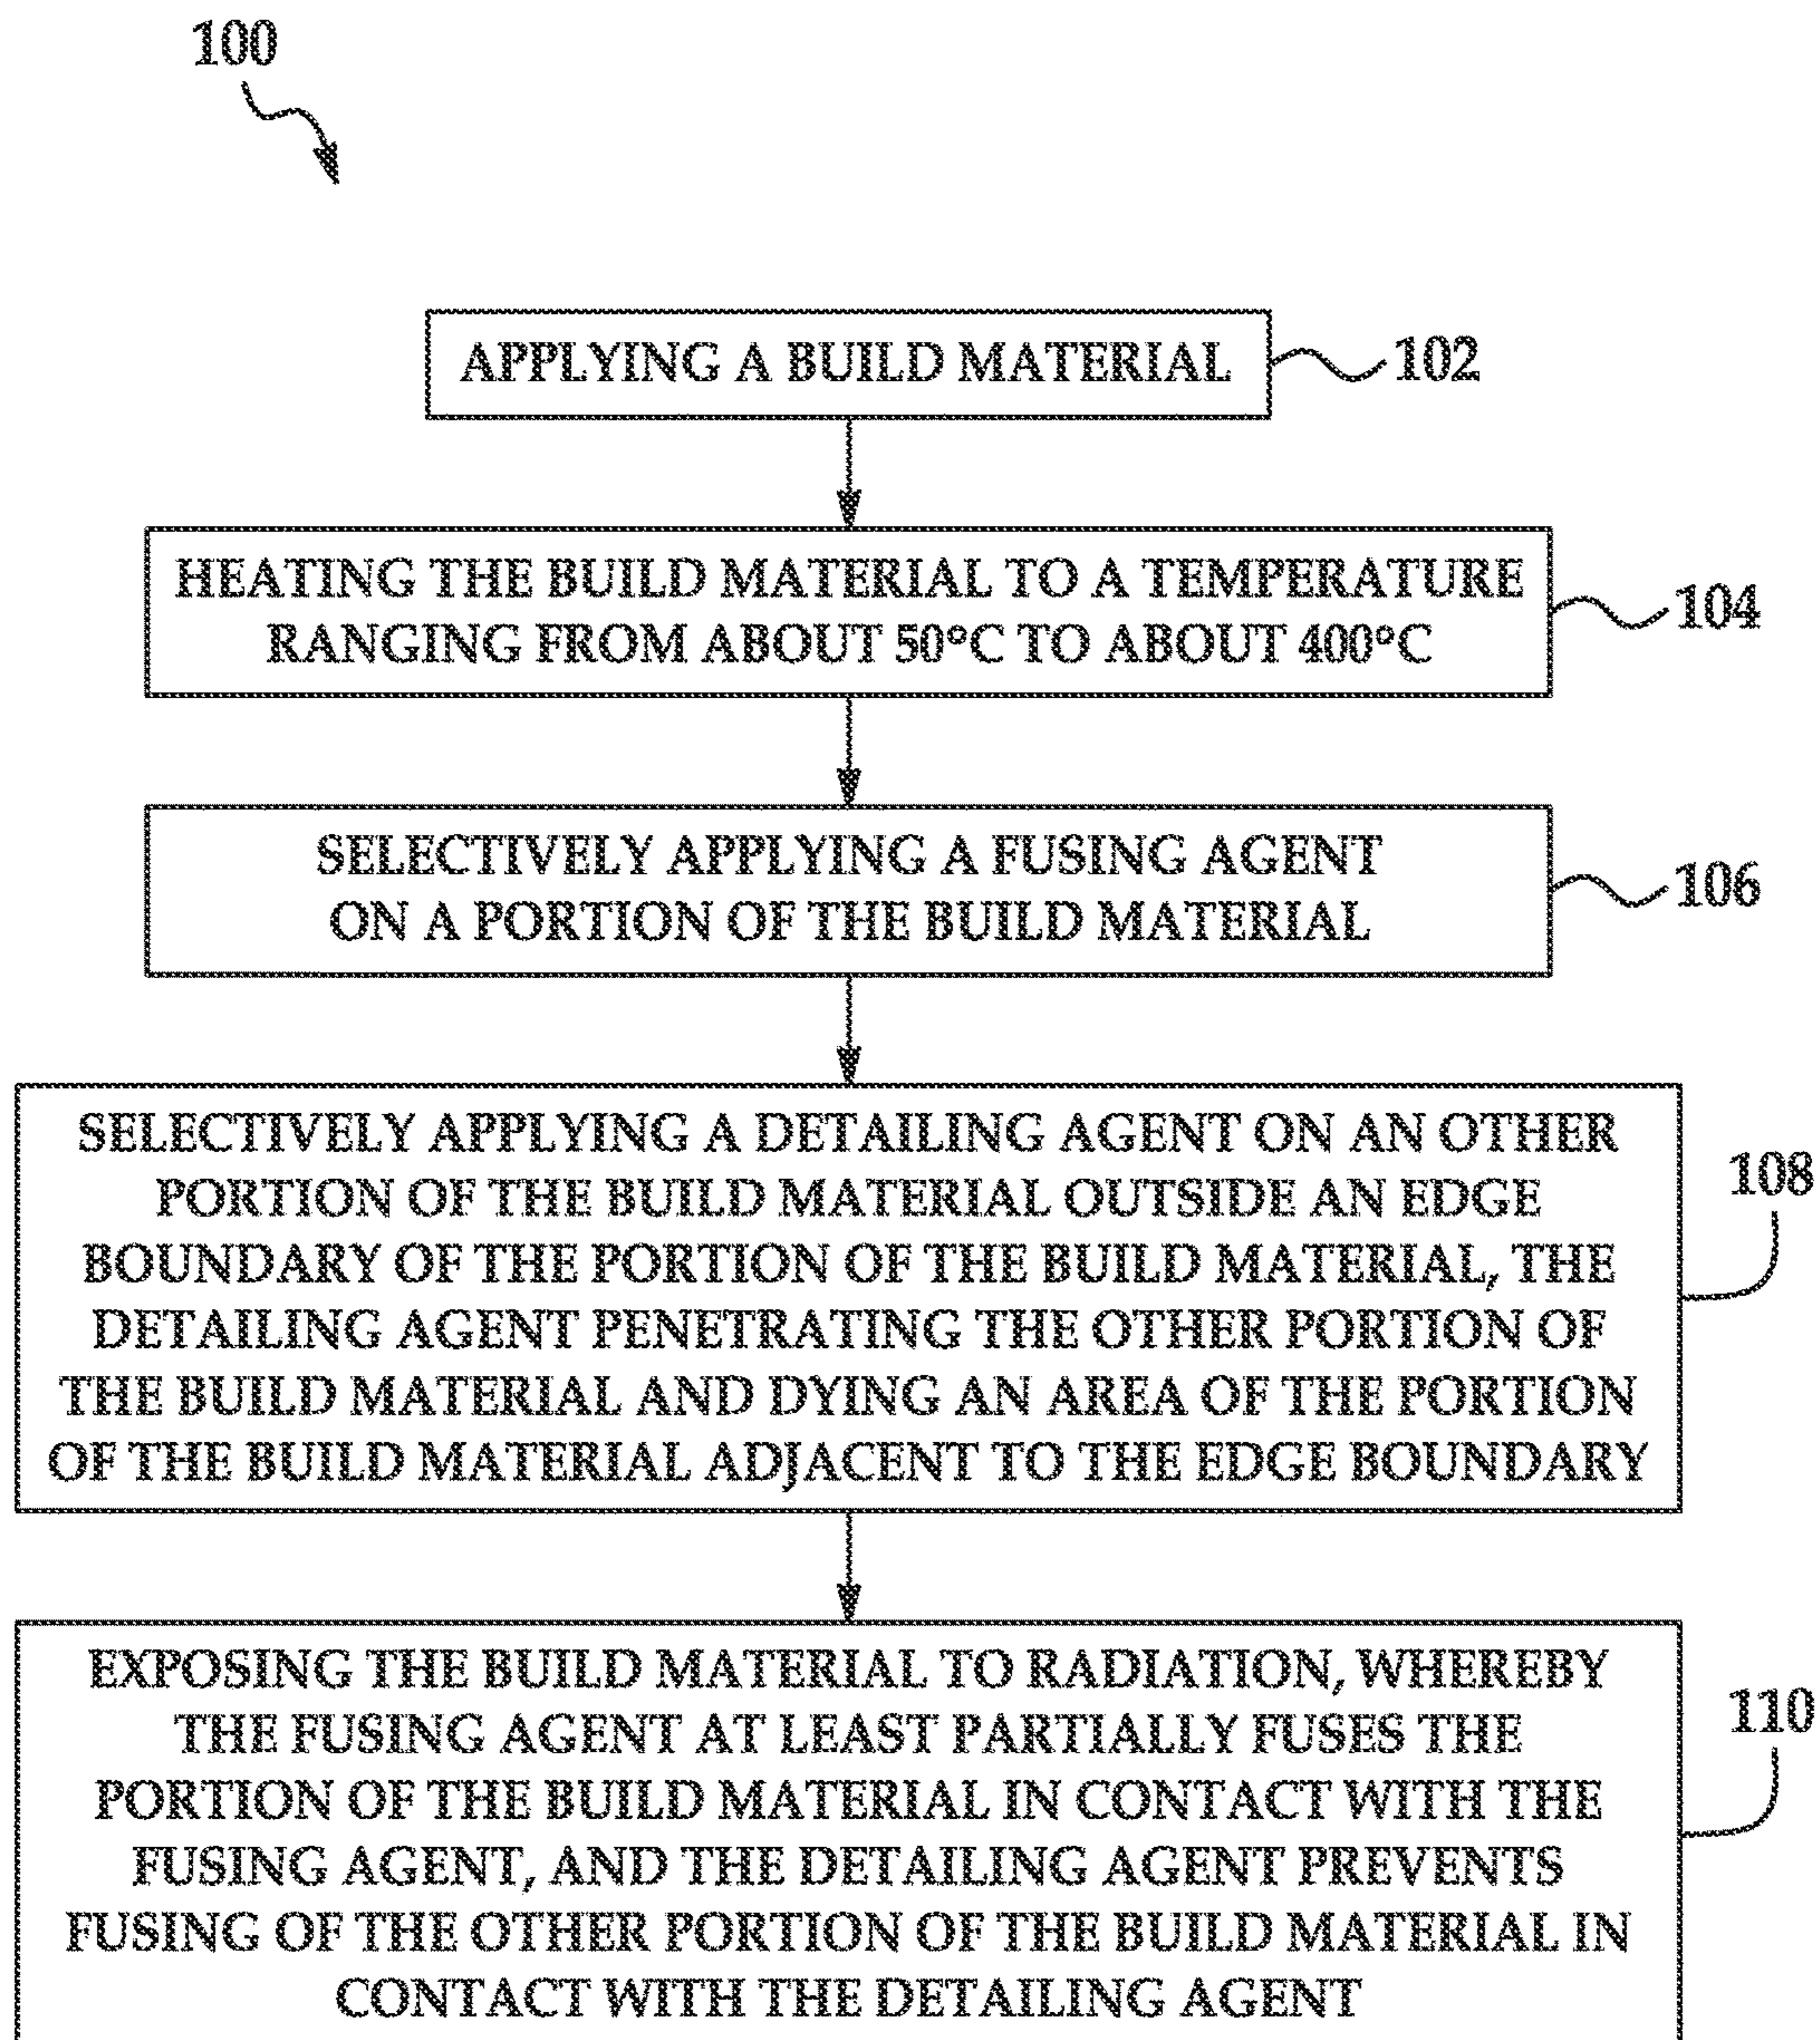 100
APPLYING A BUILD MATERIAL
102
HEATING THE BUILD MATERIAL TO A TEMPERATURE
RANGING FROM ABOUT 50°C TO ABOUT 400°C
104
SELECTIVELY APPLYING A FUSING AGENT
ON A PORTION OF THE BUILD MATERIAL
106
SELECTIVELY APPLYING A DETAILING AGENT ON AN OTHER
PORTION OF THE BUILD MATERIAL OUTSIDE AN EDGE
BOUNDARY OF THE PORTION OF THE BUILD MATERIAL, THE
DETAILING AGENT PENETRATING THE OTHER PORTION OF
THE BUILD MATERIAL AND DYING AN AREA OF THE PORTION
OF THE BUILD MATERIAL ADJACENT TO THE EDGE BOUNDARY
108
EXPOSING THE BUILD MATERIAL TO RADIATION, WHEREBY
THE FUSING AGENT AT LEAST PARTIALLY FUSES THE
PORTION OF THE BUILD MATERIAL IN CONTACT WITH THE
FUSING AGENT, AND THE DETAILING AGENT PREVENTS
FUSING OF THE OTHER PORTION OF THE BUILD MATERIAL IN
CONTACT WITH THE DETAILING AGENT
110